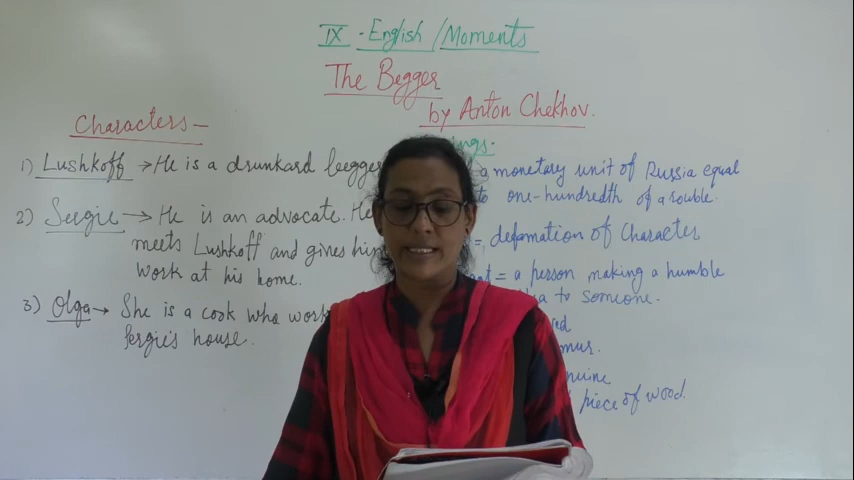 IX - English / Moments
The Begger
by Anton Chekhov.
Characters -
1) Lushkoff → He is a drunkard begger
2) Sergie → He is an advocate. He
meets Lushkoff and gives him
work at his home.
3) Olga → She is a cook who work
Sergie's house.
a monetary unit of Russia equal
to one-hundredth of a rouble.
defamation of Character
= a person making a humble
to someone.
piece of wood.